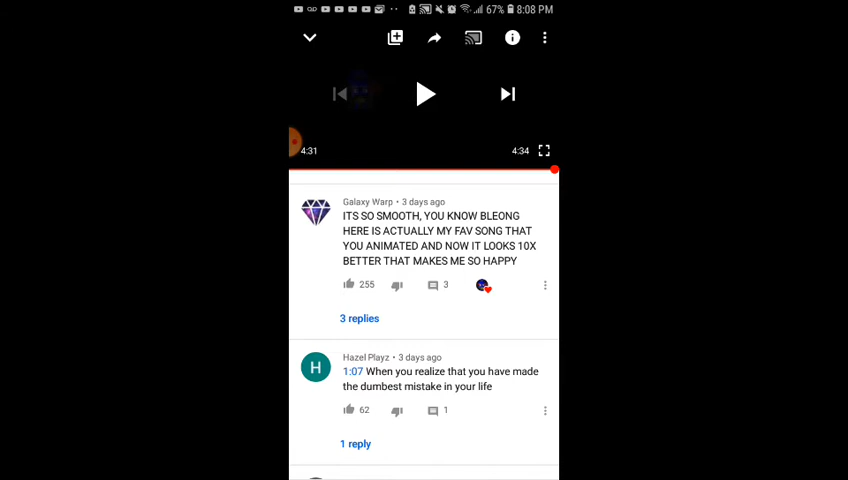 67% 8:08 PM
4:31
4:34
Galaxy Warp • 3 days ago
ITS SO SMOOTH, YOU KNOW BLEONG
HERE IS ACTUALLY MY FAV SONG THAT
YOU ANIMATED AND NOW IT LOOKS 10X
BETTER THAT MAKES ME SO HAPPY
255 3
3 replies
H
Hazel Playz • 3 days ago
1:07 When you realize that you have made
the dumbest mistake in your life
62 1
1 reply